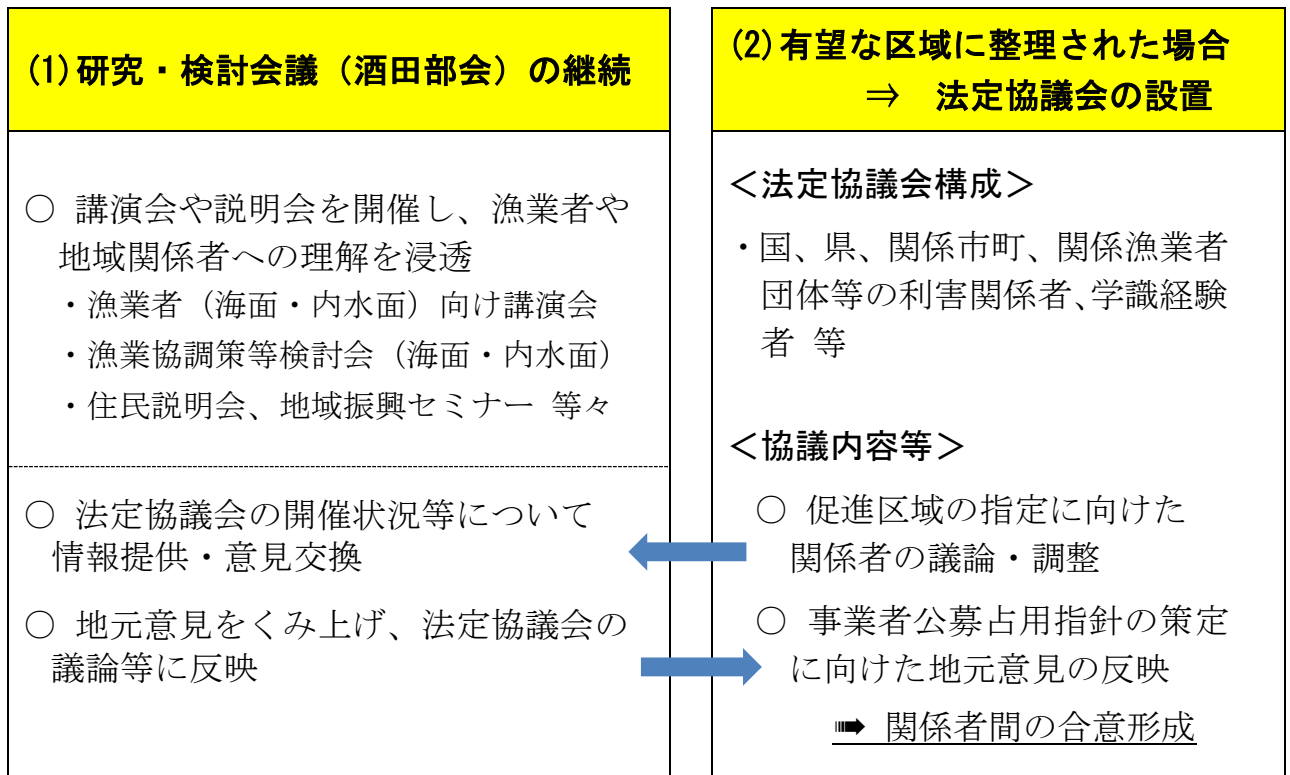 (1)研究・検討会議（酒田部会）の継続
○ 講演会や説明会を開催し、漁業者や
地域関係者への理解を浸透
・漁業者（海面・内水面）向け講演会
・漁業協調策等検討会（海面・内水面）
・住民説明会、地域振興セミナー 等々
○ 法定協議会の開催状況等について
情報提供・意見交換
○ 地元意見をくみ上げ、法定協議会の
議論等に反映
(2)有望な区域に整理された場合
⇒ 法定協議会の設置
＜法定協議会構成＞
・国、県、関係市町、関係漁業者
団体等の利害関係者、学識経験
者 等
＜協議内容等＞
○ 促進区域の指定に向けた
関係者の議論・調整
○ 事業者公募占用指針の策定
に向けた地元意見の反映
➠ 関係者間の合意形成